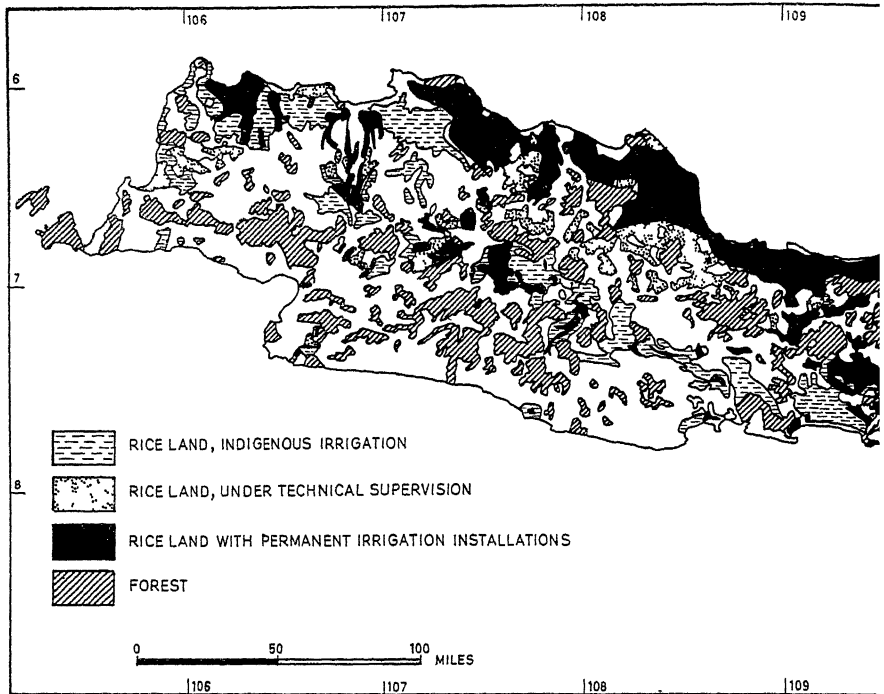 106 107 108 109
6
7
8
RICE LAND, INDIGENOUS IRRIGATION
RICE LAND, UNDER TECHNICAL SUPERVISION
RICE LAND WITH PERMANENT IRRIGATION INSTALLATIONS
FOREST
0 50 100
MILES
106 107 108 109